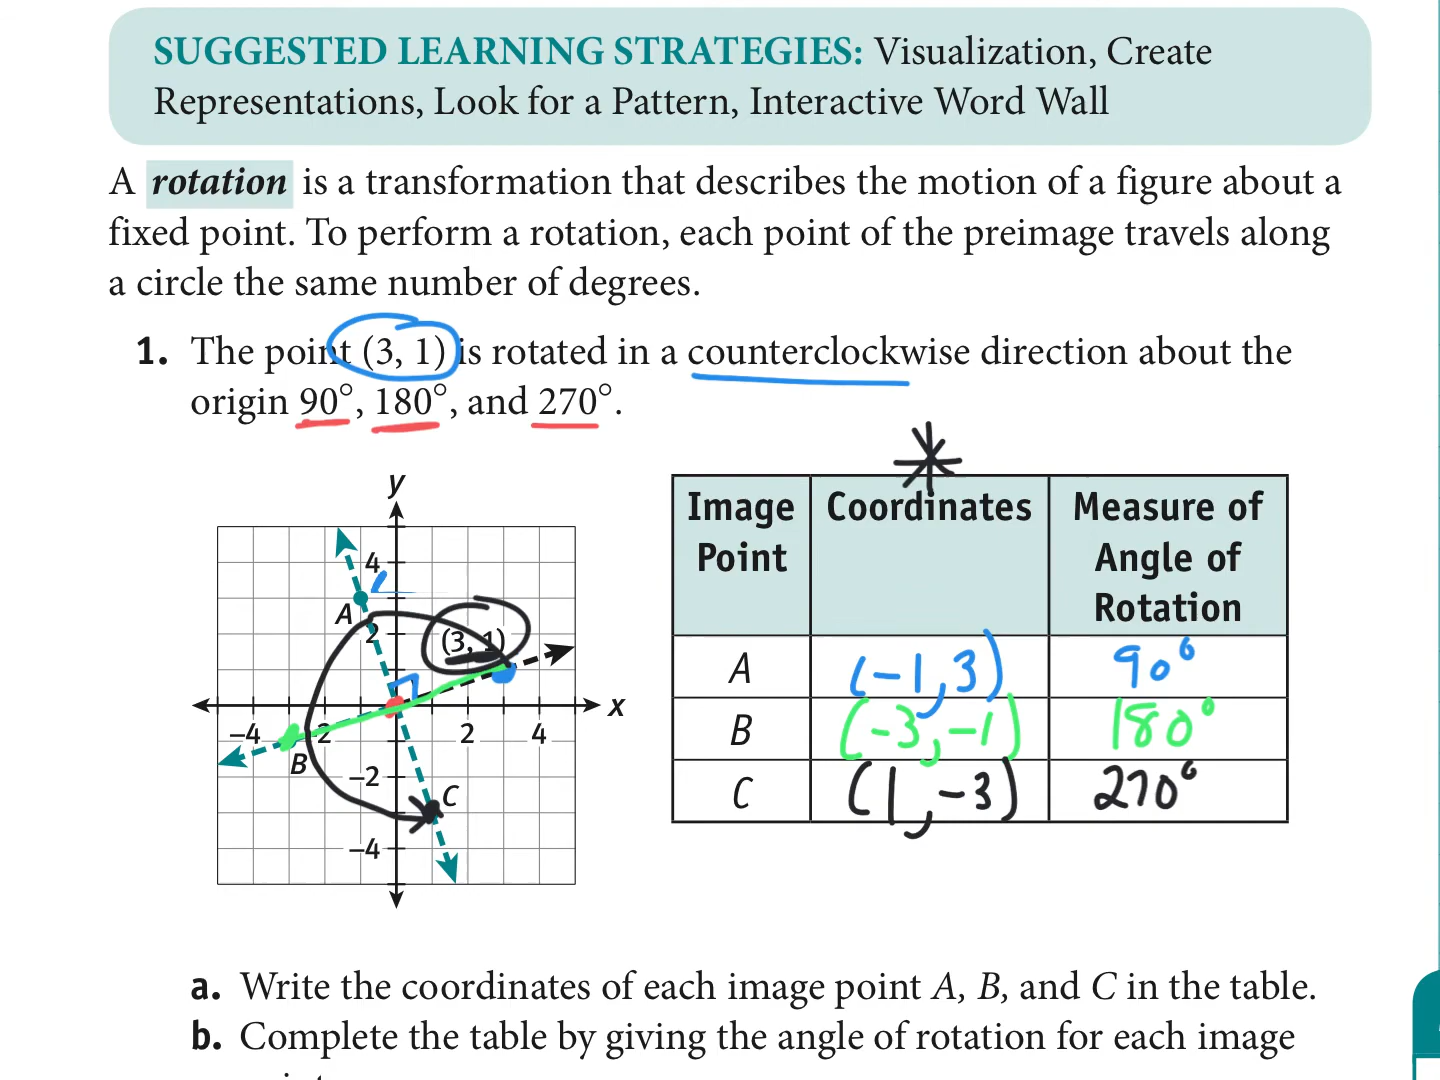 SUGGESTED LEARNING STRATEGIES: Visualization, Create
Representations, Look for a Pattern, Interactive Word Wall
A rotation is a transformation that describes the motion of a figure about a
fixed point. To perform a rotation, each point of the preimage travels along
a circle the same number of degrees.
1. The point (3, 1) is rotated in a counterclockwise direction about the
origin 90°, 180°, and 270°.
y
4
A
2
(3, 1)
x
-4
-2
2
4
B
-2
C
-4
Image Point
Coordinates
Measure of Angle of Rotation
A (-1, 3) 90°
B (-3, -1) 180°
C (1, -3) 270°
a. Write the coordinates of each image point A, B, and C in the table.
b. Complete the table by giving the angle of rotation for each image